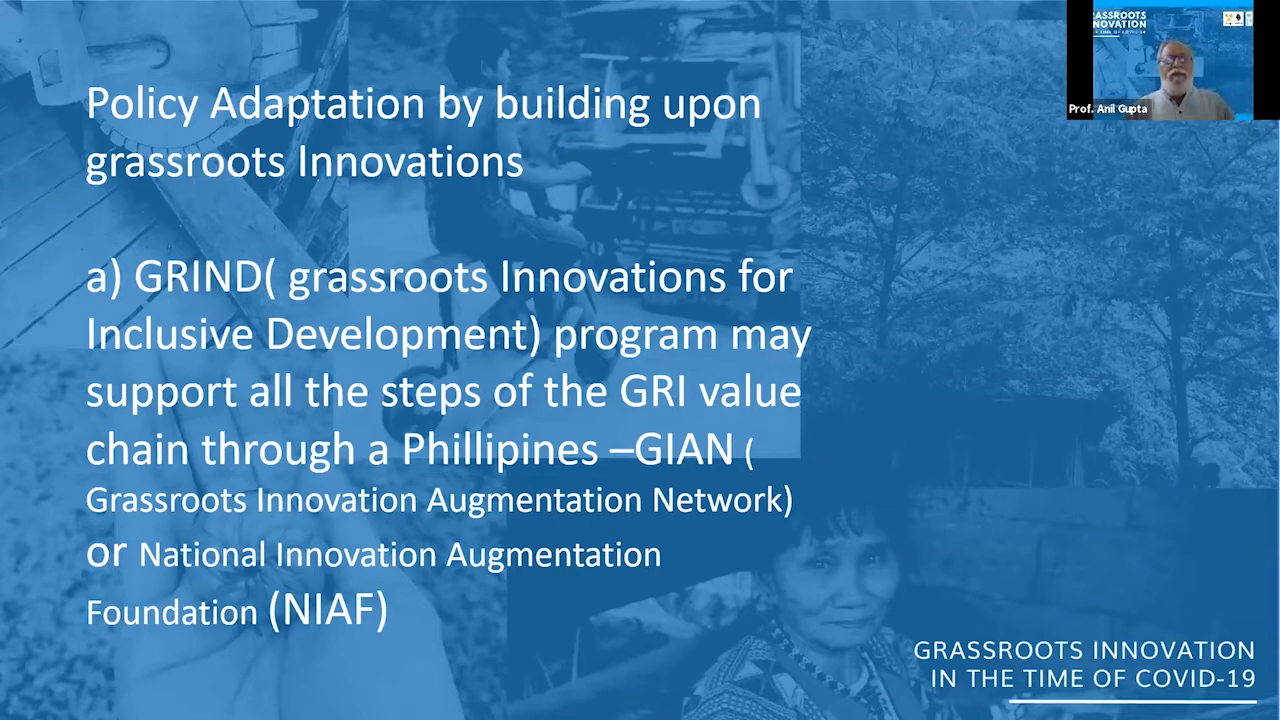 Policy Adaptation by building upon
grassroots Innovations
a) GRIND( grassroots Innovations for
Inclusive Development) program may
support all the steps of the GRI value
chain through a Phillipines –GIAN (
Grassroots Innovation Augmentation Network)
or National Innovation Augmentation
Foundation (NIAF)
GRASSROOTS INNOVATION
IN THE TIME OF COVID-19
Prof. Anil Gupta